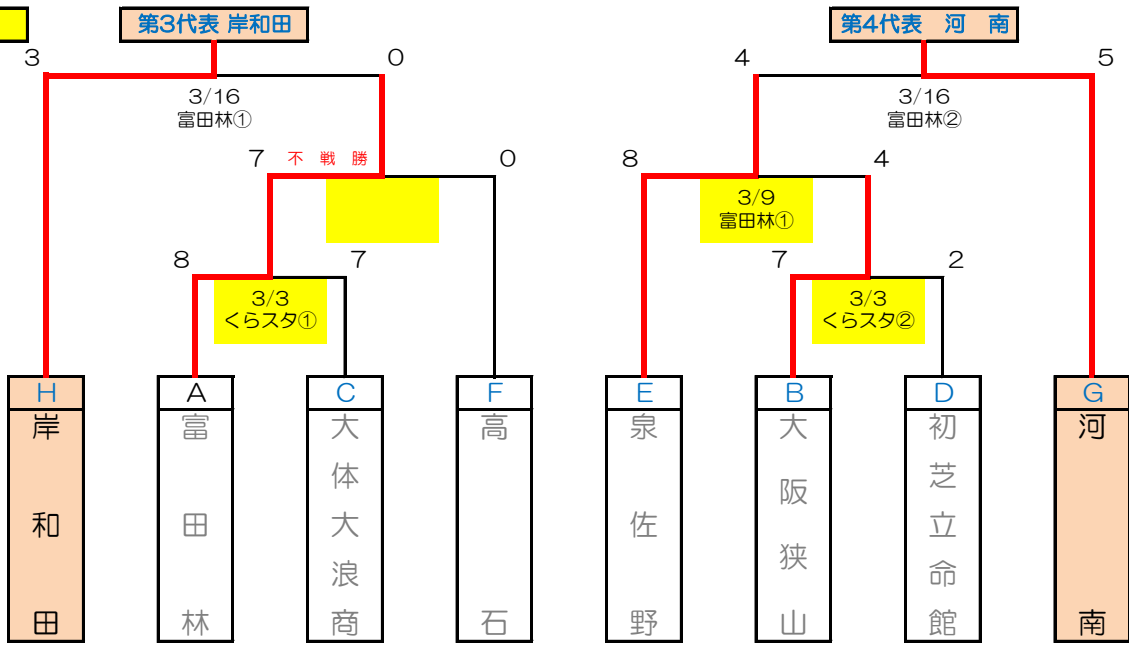 第3代表 岸和田
第4代表 河 南
3
0
4
5
3/16
富田林①
3/16
富田林②
7
不戦勝
0
8
4
3/9
富田林①
8
7
7
2
3/3
くらスタ①
3/3
くらスタ②
H
A
C
F
E
B
D
G
岸和田
富田林
大体大浪商
高石
泉佐野
大阪狭山
初芝立命館
河南